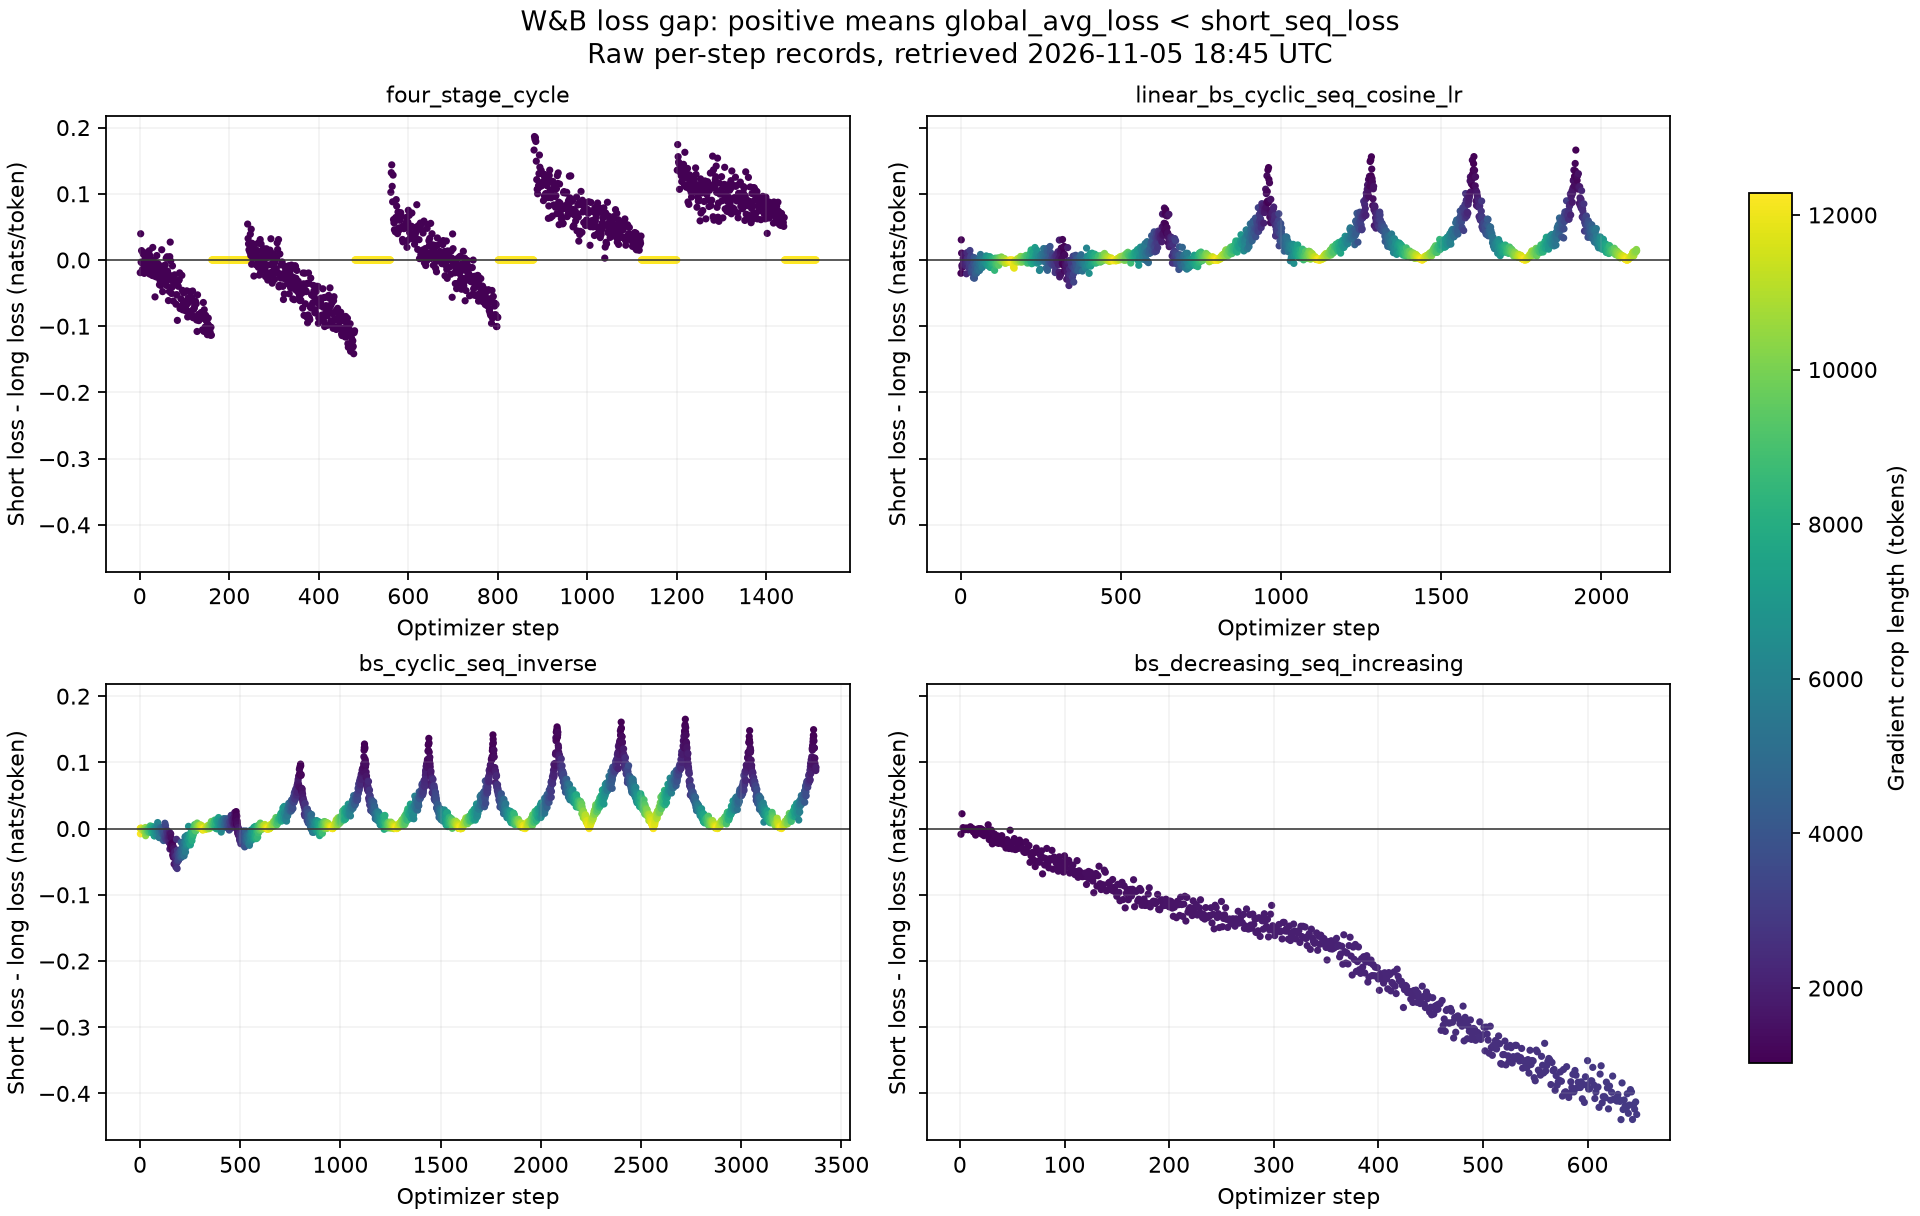 W&B loss gap: positive means global_avg_loss < short_seq_loss
Raw per-step records, retrieved 2026-11-05 18:45 UTC
four_stage_cycle
0.2
0.1
0.0
−0.1
−0.2
−0.3
−0.4
Short loss - long loss (nats/token)
0 200 400 600 800 1000 1200 1400
Optimizer step
linear_bs_cyclic_seq_cosine_lr
Short loss - long loss (nats/token)
0 500 1000 1500 2000
Optimizer step
bs_cyclic_seq_inverse
0.2
0.1
0.0
−0.1
−0.2
−0.3
−0.4
Short loss - long loss (nats/token)
0 500 1000 1500 2000 2500 3000 3500
Optimizer step
bs_decreasing_seq_increasing
Short loss - long loss (nats/token)
0 100 200 300 400 500 600
Optimizer step
12000
10000
8000
6000
4000
2000
Gradient crop length (tokens)